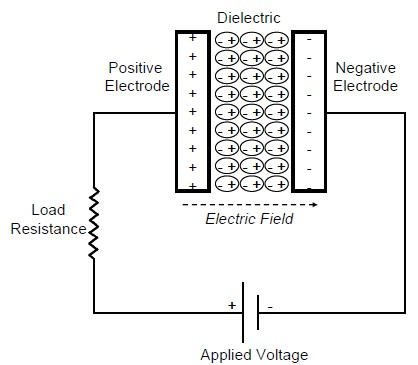 Dielectric
Positive
Electrode
Negative
Electrode
+ - + - + - + -
+ - + - + - + -
+ - + - + - + -
+ - + - + - + -
+ - + - + - + -
+ - + - + - + -
+ - + - + - + -
+ - + - + - + -
+ - + - + - + -
Electric Field
Load
Resistance
+ -
Applied Voltage